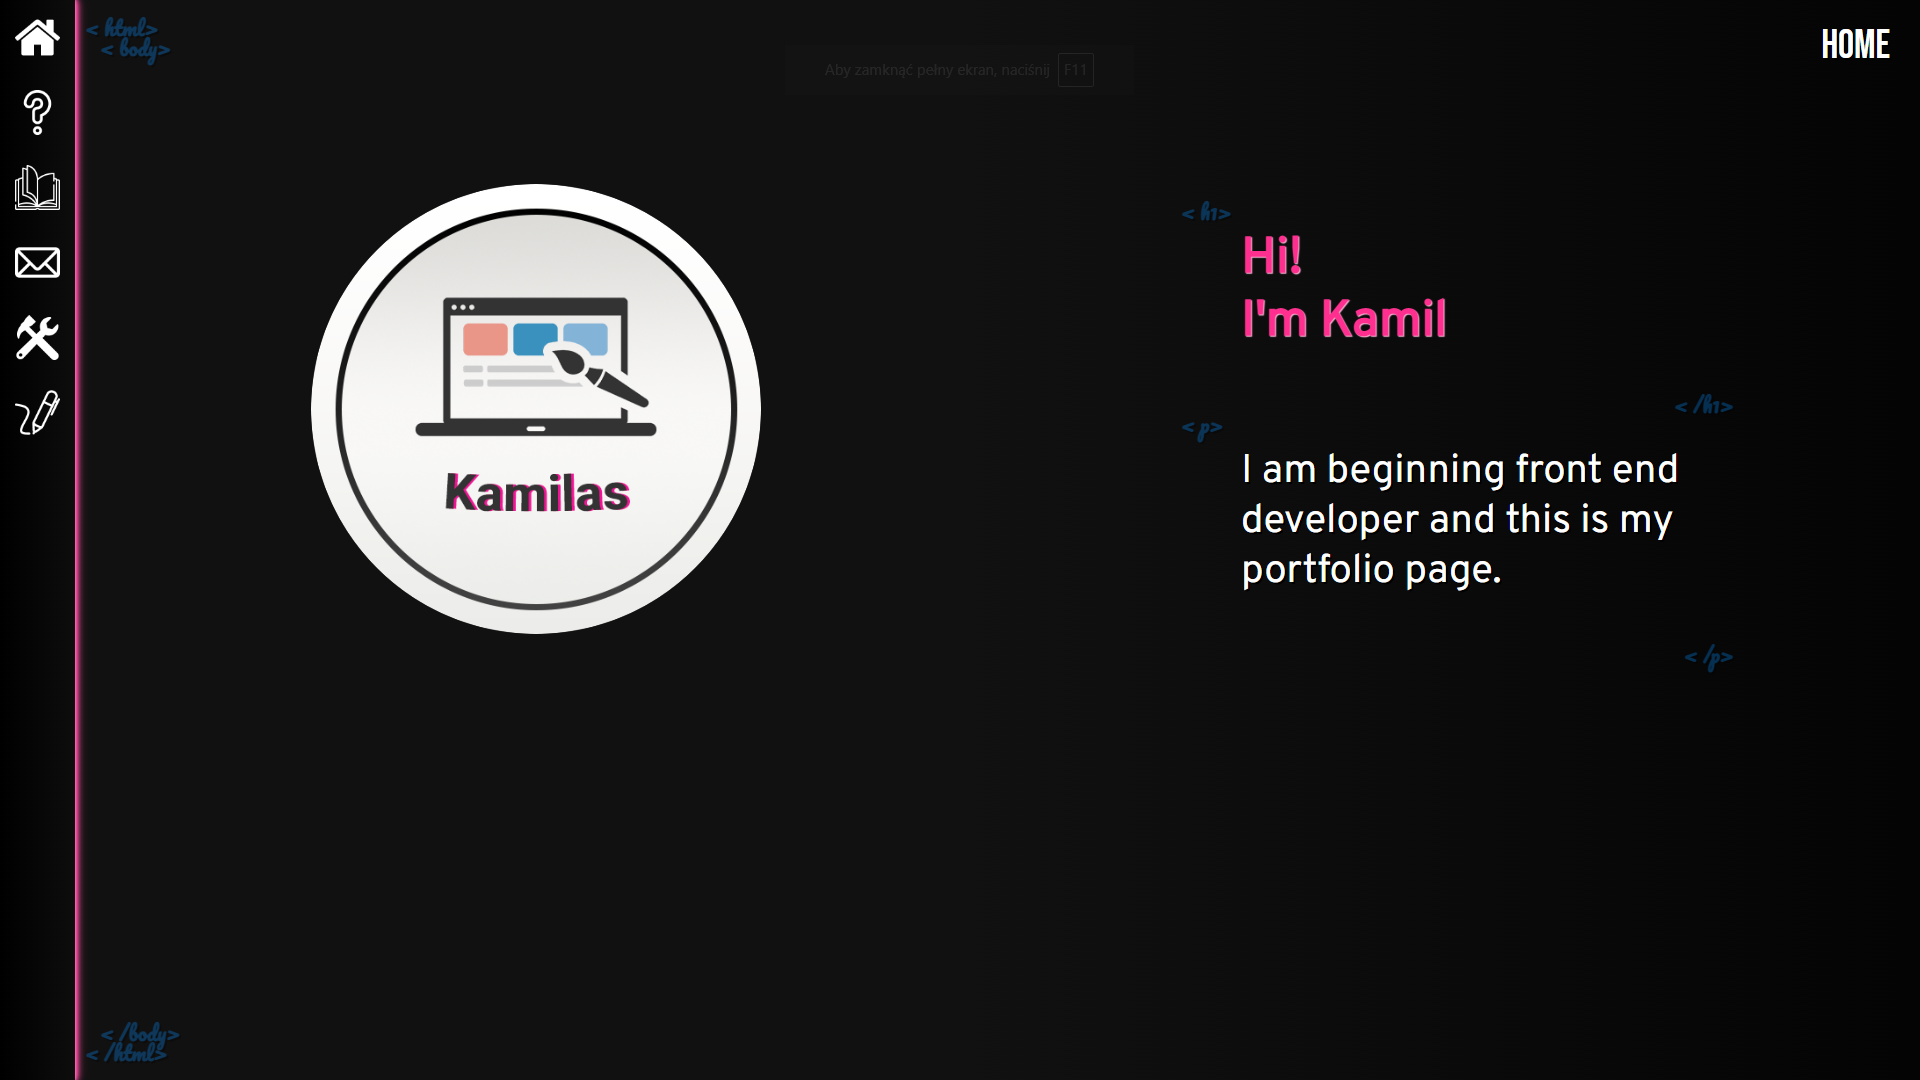 < html>
< body>
HOME
Aby zamknąć pełny ekran, naciśnij F11
Kamilas
< h1>
Hi!
I'm Kamil
< /h1>
< p>
I am beginning front end
developer and this is my
portfolio page.
< /p>
< /body>
< /html>